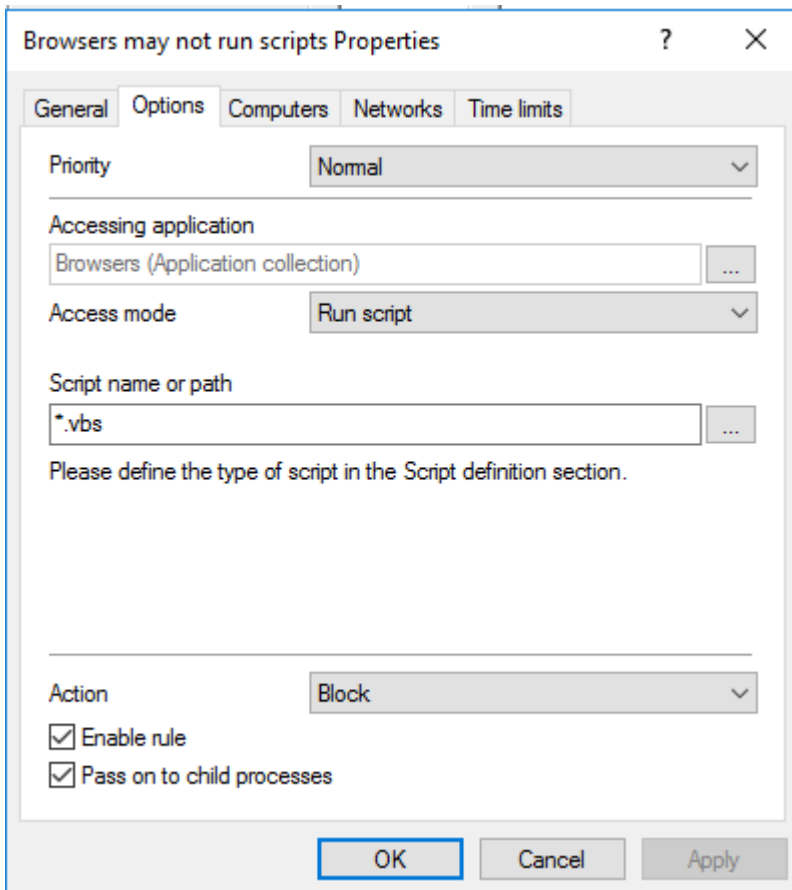 Browsers may not run scripts Properties ?
General Options Computers Networks Time limits
Priority Normal
Accessing application
Browsers (Application collection) ...
Access mode Run script
Script name or path
*.vbs ...
Please define the type of script in the Script definition section.
Action Block
Enable rule
Pass on to child processes
OK Cancel Apply